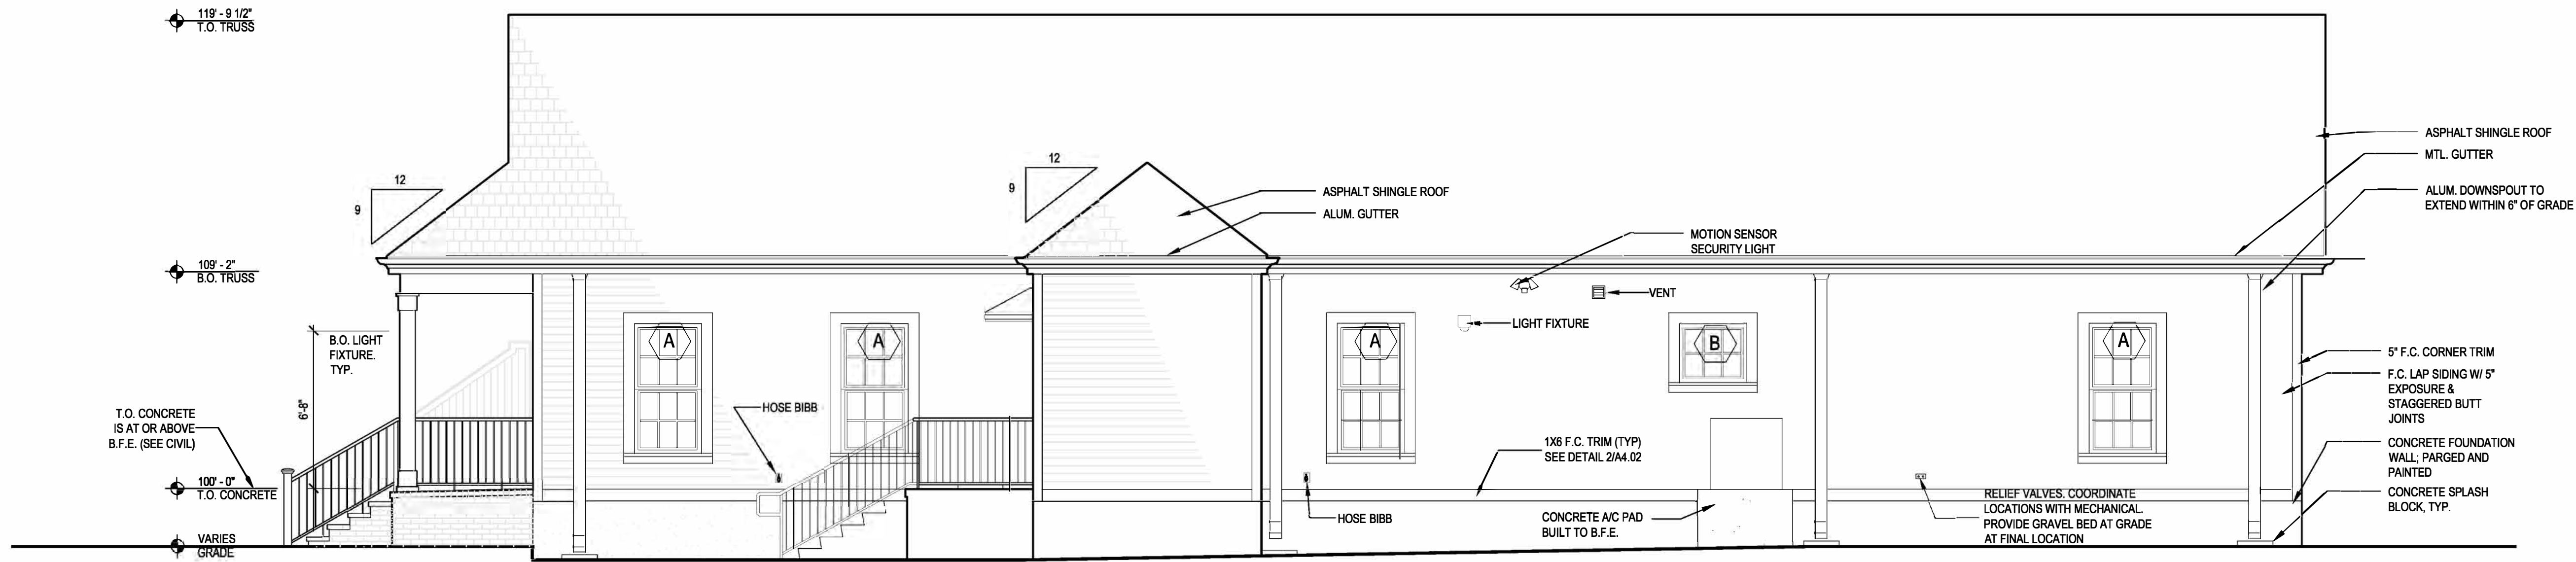 119' - 9 1/2"
T.O. TRUSS
12
9
109' - 2"
B.O. TRUSS
B.O. LIGHT
FIXTURE.
TYP.
6'-8"
T.O. CONCRETE
IS AT OR ABOVE
B.F.E. (SEE CIVIL)
100' - 0"
T.O. CONCRETE
VARIES
GRADE
A
A
HOSE BIBB
12
9
ASPHALT SHINGLE ROOF
ALUM. GUTTER
MOTION SENSOR
SECURITY LIGHT
VENT
LIGHT FIXTURE
A
B
A
1X6 F.C. TRIM (TYP)
SEE DETAIL 2/A4.02
HOSE BIBB
CONCRETE A/C PAD
BUILT TO B.F.E.
RELIEF VALVES. COORDINATE
LOCATIONS WITH MECHANICAL.
PROVIDE GRAVEL BED AT GRADE
AT FINAL LOCATION
ASPHALT SHINGLE ROOF
MTL. GUTTER
ALUM. DOWNSPOUT TO
EXTEND WITHIN 6" OF GRADE
5" F.C. CORNER TRIM
F.C. LAP SIDING W/ 5"
EXPOSURE &
STAGGERED BUTT
JOINTS
CONCRETE FOUNDATION
WALL; PARGED AND
PAINTED
CONCRETE SPLASH
BLOCK, TYP.